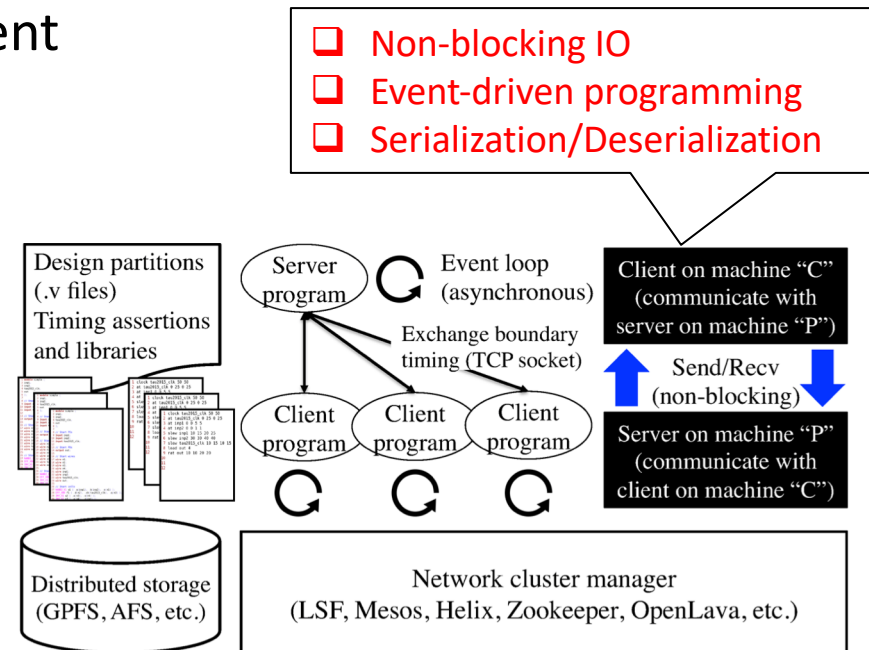 ent
❑ Non-blocking IO
❑ Event-driven programming
❑ Serialization/Deserialization
Design partitions
(.v files)
Timing assertions
and libraries
Server
program
Event loop
(asynchronous)
Exchange boundary
timing (TCP socket)
Client
program
Client
program
Client
program
Client on machine “C”
(communicate with
server on machine “P”)
Send/Recv
(non-blocking)
Server on machine “P”
(communicate with
client on machine “C”)
Distributed storage
(GPFS, AFS, etc.)
Network cluster manager
(LSF, Mesos, Helix, Zookeeper, OpenLava, etc.)